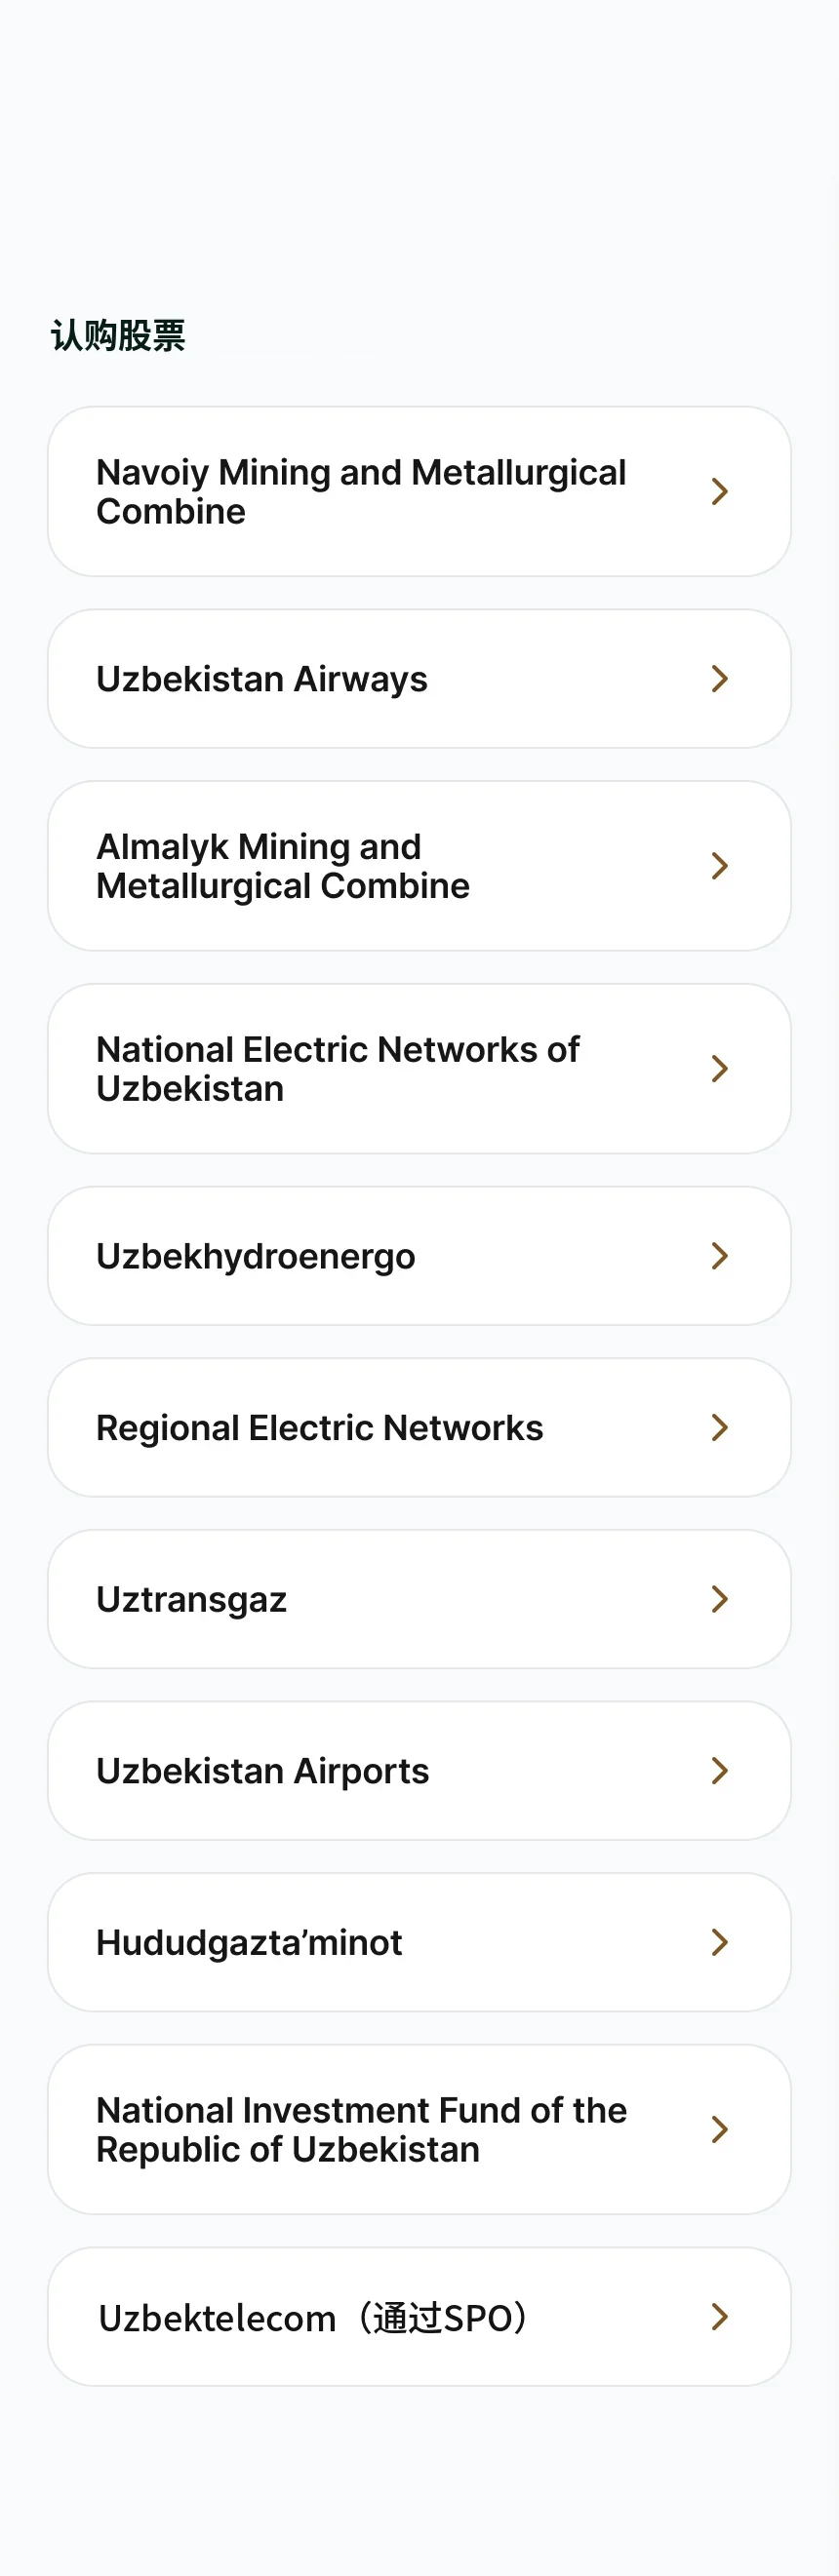 认购股票
Navoiy Mining and Metallurgical
Combine
Uzbekistan Airways
Almalyk Mining and
Metallurgical Combine
National Electric Networks of
Uzbekistan
Uzbekhydroenergo
Regional Electric Networks
Uztransgaz
Uzbekistan Airports
Hududgazta’minot
National Investment Fund of the
Republic of Uzbekistan
Uzbektelecom（通过SPO）